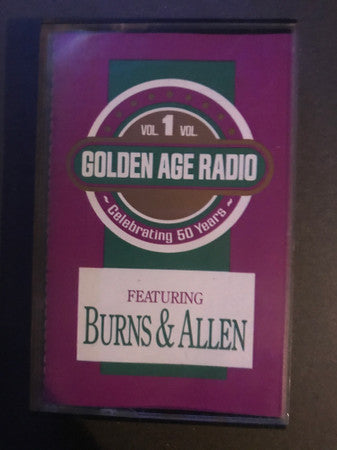 VOL. 1 VOL.
GOLDEN AGE RADIO
~ Celebrating 50 Years ~
FEATURING
BURNS & ALLEN